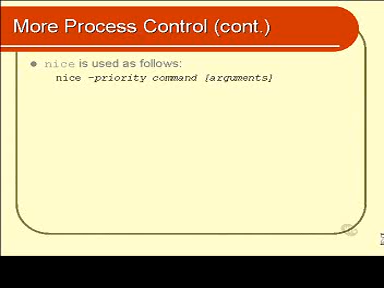 More Process Control (cont.)
nice is used as follows:
nice -priority command [arguments]